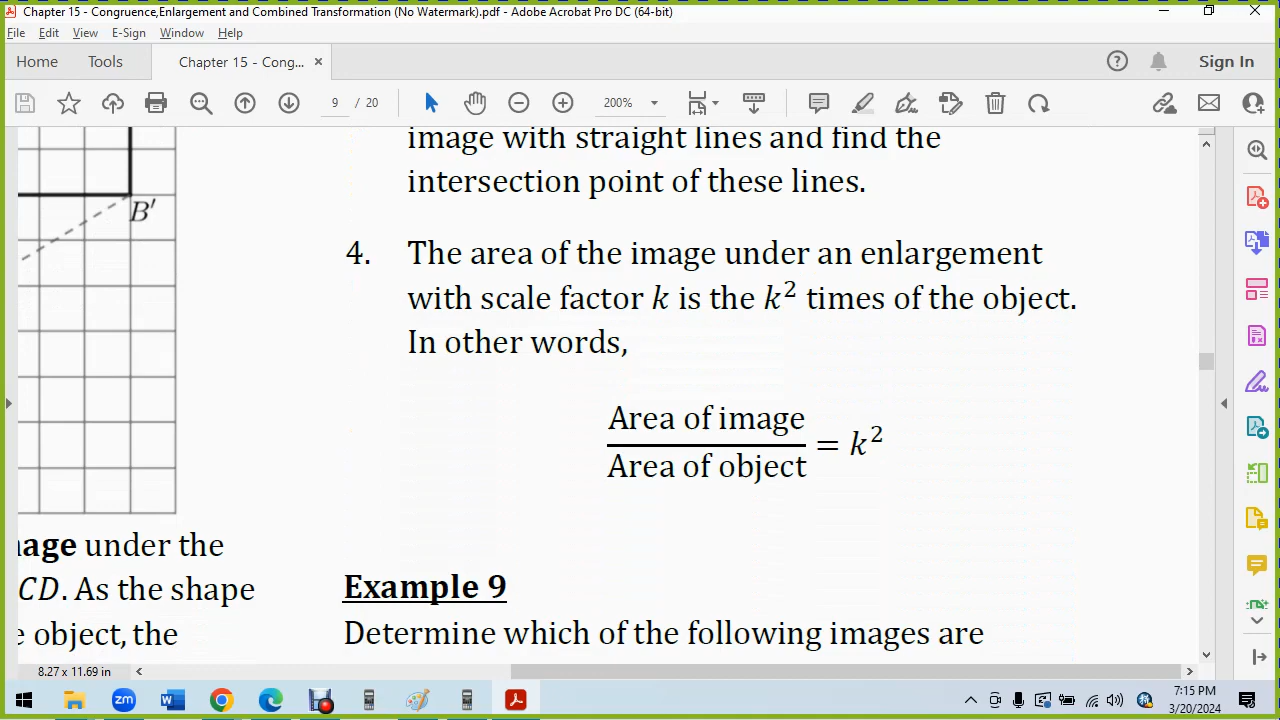 Chapter 15 - Congruence,Enlargement and Combined Transformation (No Watermark).pdf - Adobe Acrobat Pro DC (64-bit)
File Edit View E-Sign Window Help
Home Tools Chapter 15 - Cong... × Sign In
9 / 20 200%
image with straight lines and find the
intersection point of these lines.
B′
4. The area of the image under an enlargement
with scale factor k is the k² times of the object.
In other words,
Area of image
Area of object = k²
age under the
CD. As the shape
e object, the
Example 9
Determine which of the following images are
8.27 x 11.69 in
zm
7:15 PM
3/20/2024